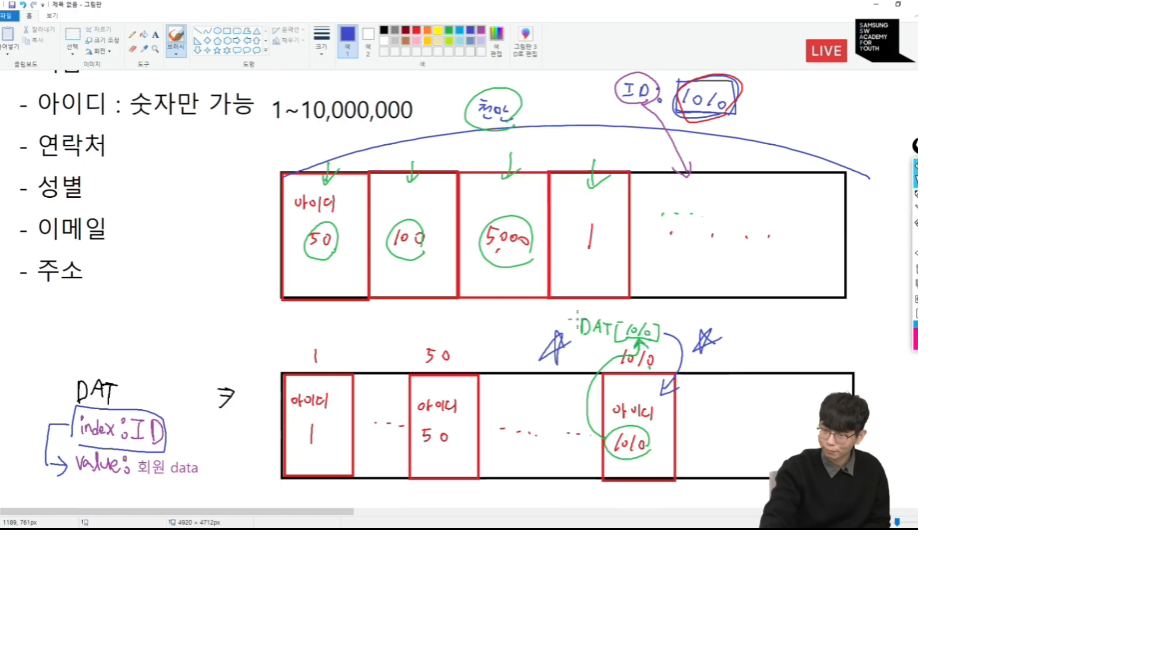 제목 없음 - 그림판
파일 홈 보기
잘라내기
복사
붙여넣기
클립보드
선택
자르기
크기 조정
회전
이미지
A
도구
브러시
도형
윤곽선
채우기
크기
색 1
색 2
색
색 편집
그림판 3D로 편집
LIVE
SAMSUNG
SW
ACADEMY
FOR
YOUTH
- 아이디 : 숫자만 가능 1~10,000,000
- 연락처
- 성별
- 이메일
- 주소
천만
ID: 1010
아이디
50
100
5000
1
DAT[1010]
1 50 1010
DAT ⇒
index: ID
value: 회원 data
아이디
1
아이디
50
아이디
1010
1189, 761px
4920 × 4712px